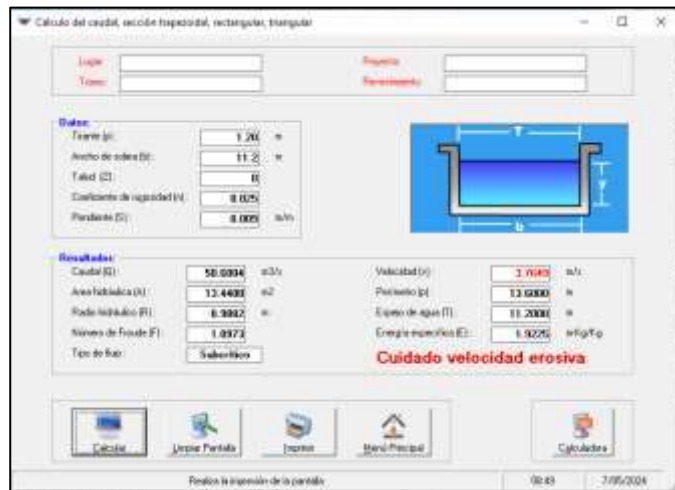 Cálculo del caudal, sección trapezoidal, rectangular, triangular
Lugar: Proyecto:
Tramo: Revestimiento:
Datos:
Tirante (y): 1.20 m
Ancho de solera (b): 11.2 m
Talud (Z): 0
Coeficiente de rugosidad (n): 0.025
Pendiente (S): 0.009 m/m
T
y
b
Resultados:
Caudal (Q): 50.6004 m3/s Velocidad (v): 3.7649 m/s
Area hidráulica (A): 13.4400 m2 Perímetro (p): 13.6000 m
Radio hidráulico (R): 0.9882 m Espejo de agua (T): 11.2000 m
Número de Froude (F): 1.0973 Energía específica (E): 1.9225 m-Kg/Kg
Tipo de flujo: Cuidado velocidad erosiva
Calcular Limpiar Pantalla Imprimir Menú Principal Calculadora
Realiza la impresión de la pantalla 08:49 7/05/2024